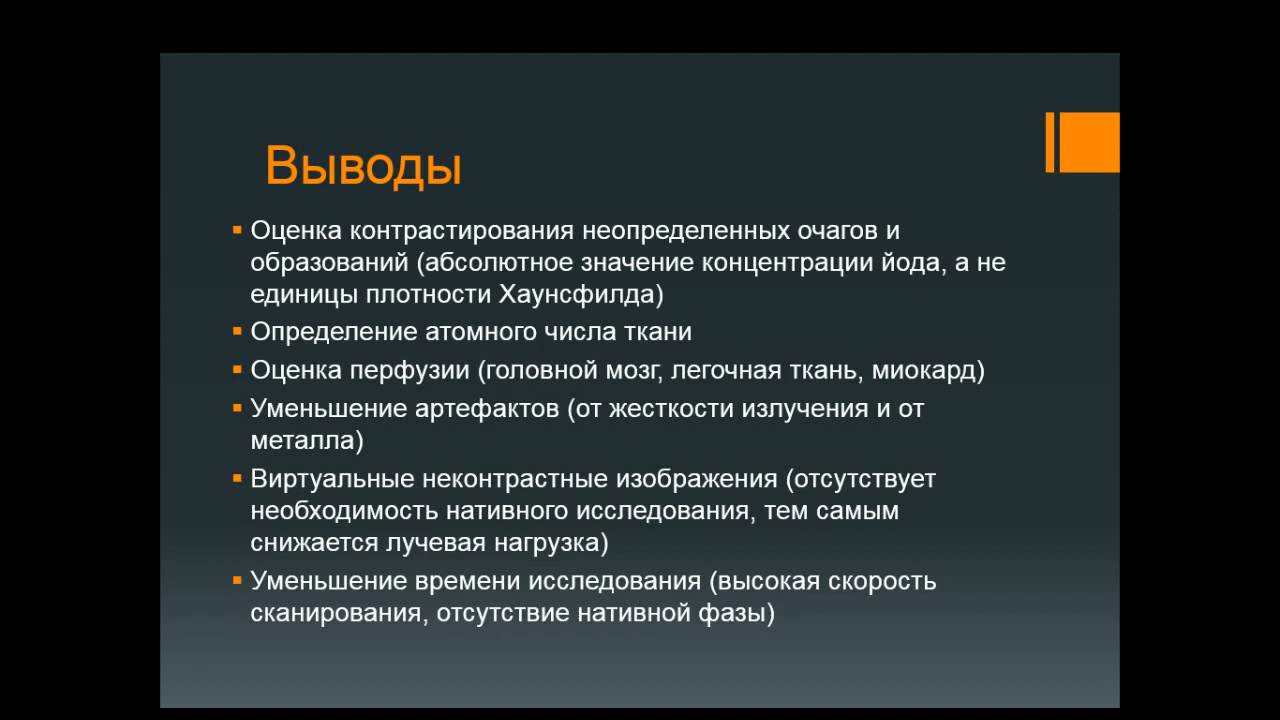 Выводы
Оценка контрастирования неопределенных очагов и
образований (абсолютное значение концентрации йода, а не
единицы плотности Хаунсфилда)
Определение атомного числа ткани
Оценка перфузии (головной мозг, легочная ткань, миокард)
Уменьшение артефактов (от жесткости излучения и от
металла)
Виртуальные неконтрастные изображения (отсутствует
необходимость нативного исследования, тем самым
снижается лучевая нагрузка)
Уменьшение времени исследования (высокая скорость
сканирования, отсутствие нативной фазы)